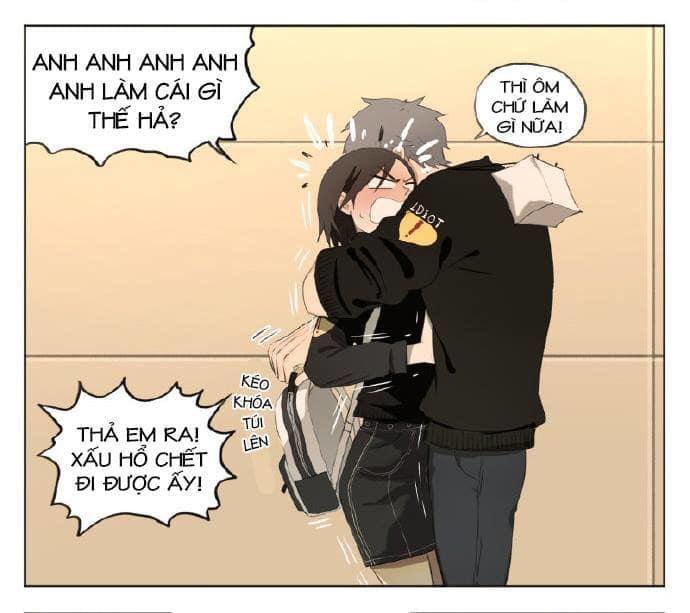 ANH ANH ANH ANH
ANH LÀM CÁI GÌ
THẾ HẢ?
THÌ ÔM
CHỨ LÀM
GÌ NỮA!
IDIOT
!
KÉO
KHÓA
TÚI
LÊN
THẢ EM RA!
XẤU HỔ CHẾT
ĐI ĐƯỢC ẤY!